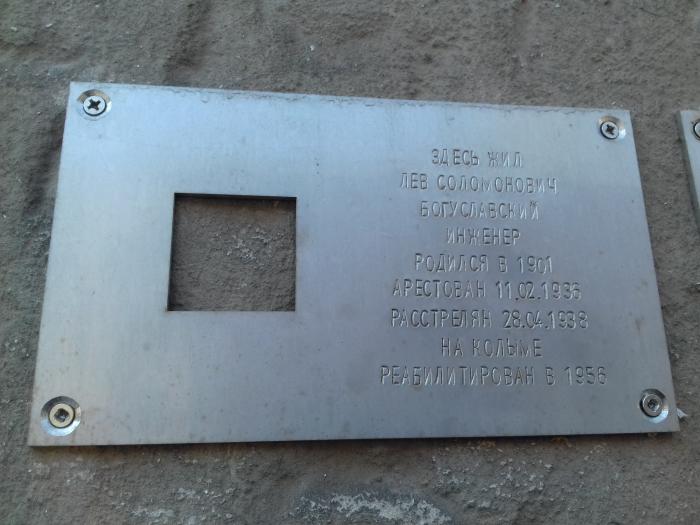 ЗДЕСЬ ЖИЛ
ЛЕВ СОЛОМОНОВИЧ
БОГУСЛАВСКИЙ
ИНЖЕНЕР
РОДИЛСЯ В 1901
АРЕСТОВАН 11.02.1936
РАССТРЕЛЯН 28.04.1938
НА КОЛЫМЕ
РЕАБИЛИТИРОВАН В 1956